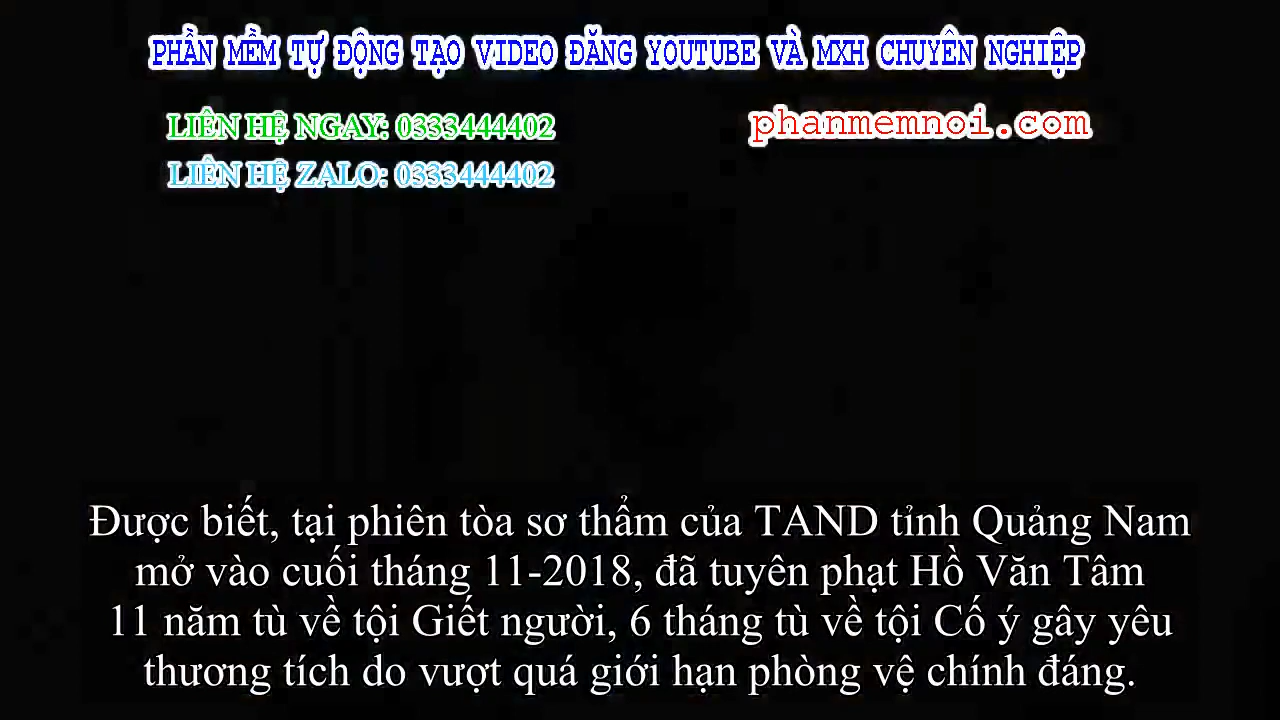 PHẦN MỀM TỰ ĐỘNG TẠO VIDEO ĐĂNG YOUTUBE VÀ MXH CHUYÊN NGHIỆP
LIÊN HỆ NGAY: 0333444402
phanmemnoi.com
LIÊN HỆ ZALO: 0333444402
Được biết, tại phiên tòa sơ thẩm của TAND tỉnh Quảng Nam
mở vào cuối tháng 11-2018, đã tuyên phạt Hồ Văn Tâm
11 năm tù về tội Giết người, 6 tháng tù về tội Cố ý gây yêu
thương tích do vượt quá giới hạn phòng vệ chính đáng.